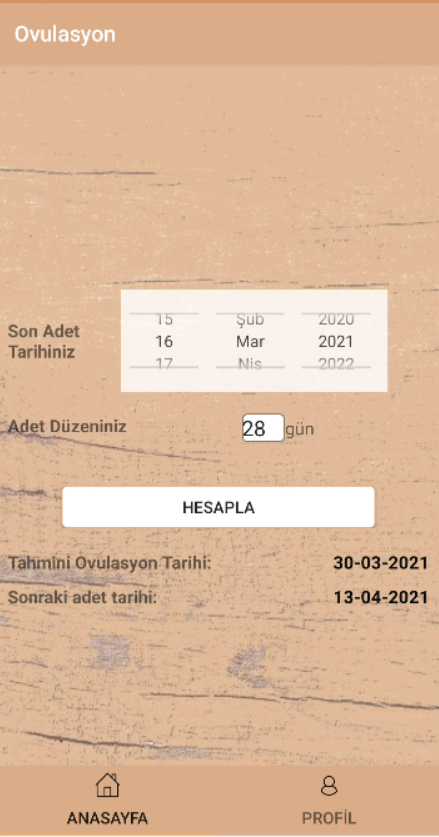 Ovulasyon
15 Şub 2020
Son Adet Tarihiniz
16 Mar 2021
17 Nis 2022
Adet Düzeniniz 28 gün
HESAPLA
Tahmini Ovulasyon Tarihi: 30-03-2021
Sonraki adet tarihi: 13-04-2021
ANASAYFA PROFİL